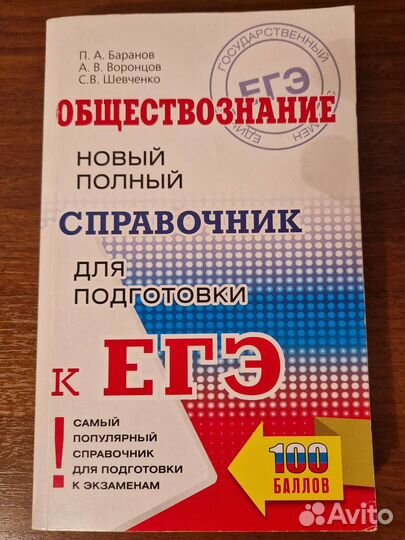 П. А. Баранов
А. В. Воронцов
С. В. Шевченко
ГОСУДАРСТВЕННЫЙ
ЕГЭ
ОБЩЕСТВОЗНАНИЕ
НОВЫЙ
ПОЛНЫЙ
СПРАВОЧНИК
ДЛЯ
ПОДГОТОВКИ
К ЕГЭ
!
САМЫЙ
ПОПУЛЯРНЫЙ
СПРАВОЧНИК
ДЛЯ ПОДГОТОВКИ
К ЭКЗАМЕНАМ
100
БАЛЛОВ
Avito